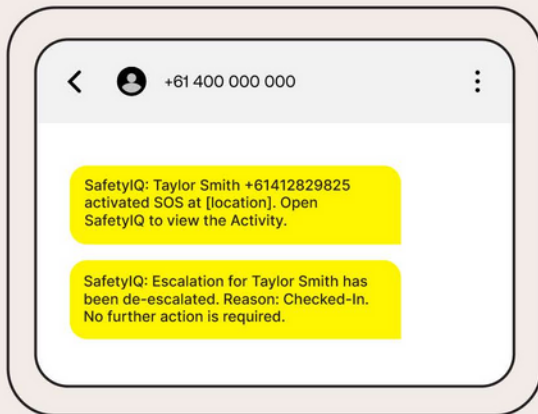 +61 400 000 000
SafetyIQ: Taylor Smith +61412829825
activated SOS at [location]. Open
SafetyIQ to view the Activity.
SafetyIQ: Escalation for Taylor Smith has
been de-escalated. Reason: Checked-In.
No further action is required.